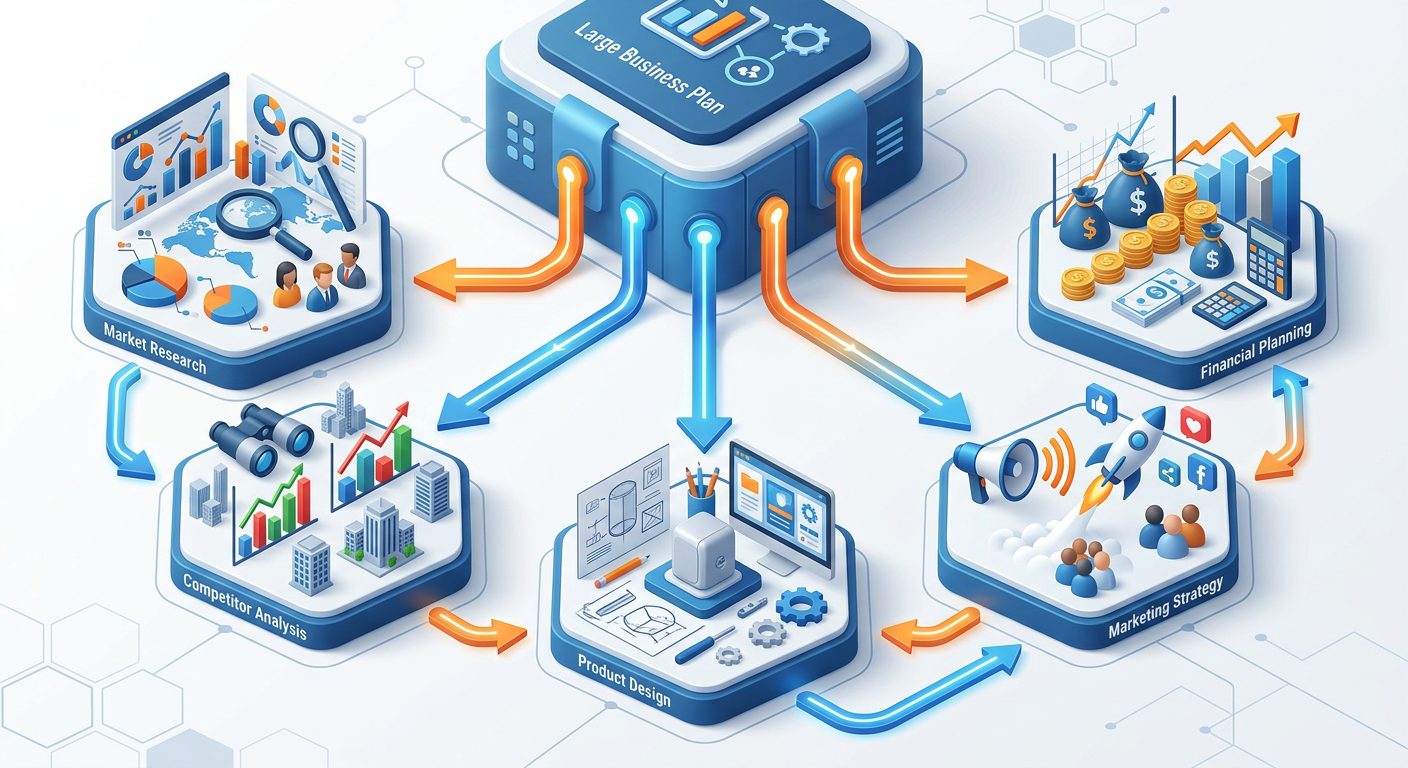 Large Business Plan
Market Research
Financial Planning
Competitor Analysis
Product Design
Marketing Strategy
$
$
$
$
$
f